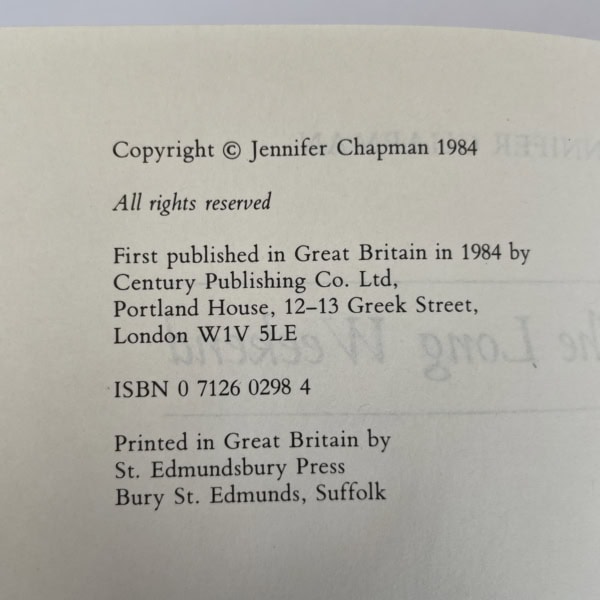 Copyright © Jennifer Chapman 1984
All rights reserved
First published in Great Britain in 1984 by
Century Publishing Co. Ltd,
Portland House, 12–13 Greek Street,
London W1V 5LE
ISBN 0 7126 0298 4
Printed in Great Britain by
St. Edmundsbury Press
Bury St. Edmunds, Suffolk